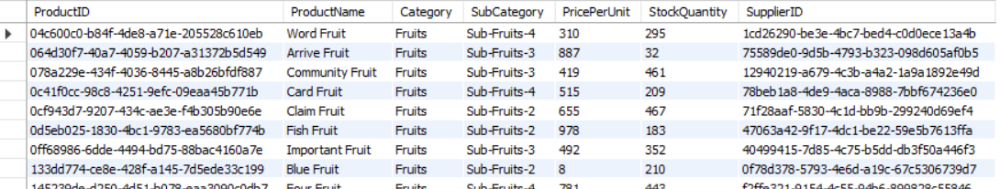 ProductID ProductName Category SubCategory PricePerUnit StockQuantity SupplierID
04c600c0-b84f-4de8-a71e-205528c610eb Word Fruit Fruits Sub-Fruits-4 310 295 1cd26290-be3e-4bc7-bed4-c0d0ece13a4b
064d30f7-40a7-4059-b207-a31372b5d549 Arrive Fruit Fruits Sub-Fruits-3 887 32 75589de0-9d5b-4793-b323-098d605af0b5
078a229e-434f-4036-8445-a8b26bfdf887 Community Fruit Fruits Sub-Fruits-3 419 461 12940219-a679-4c3b-a4a2-1a9a1892e49d
0c41f0cc-98c8-4251-9efc-09eaa45b771b Card Fruit Fruits Sub-Fruits-4 515 209 78beb1a8-4de9-4aca-8988-7bbf674236e0
0cf943d7-9207-434c-ae3e-f4b305b90e6e Claim Fruit Fruits Sub-Fruits-2 655 467 71f28aaf-5830-4c1d-bb9b-299240d69ef4
0d5eb025-1830-4bc1-9783-ea5680bf774b Fish Fruit Fruits Sub-Fruits-2 978 183 47063a42-9f17-4dc1-be22-59e5b7613ffa
0ff68986-6dde-4494-bd75-88bac4160a7e Important Fruit Fruits Sub-Fruits-3 492 352 40499415-7d85-4c75-b5dd-db3f50a446f3
133dd774-ce8e-428f-a145-7d5ede33c199 Blue Fruit Fruits Sub-Fruits-2 8 210 0f78d378-5793-4e6d-a19c-67c5306739d7
145239de-d250-4d51-b078-eaa3090c0db7 Four Fruit Fruits Sub-Fruits-4 781 443